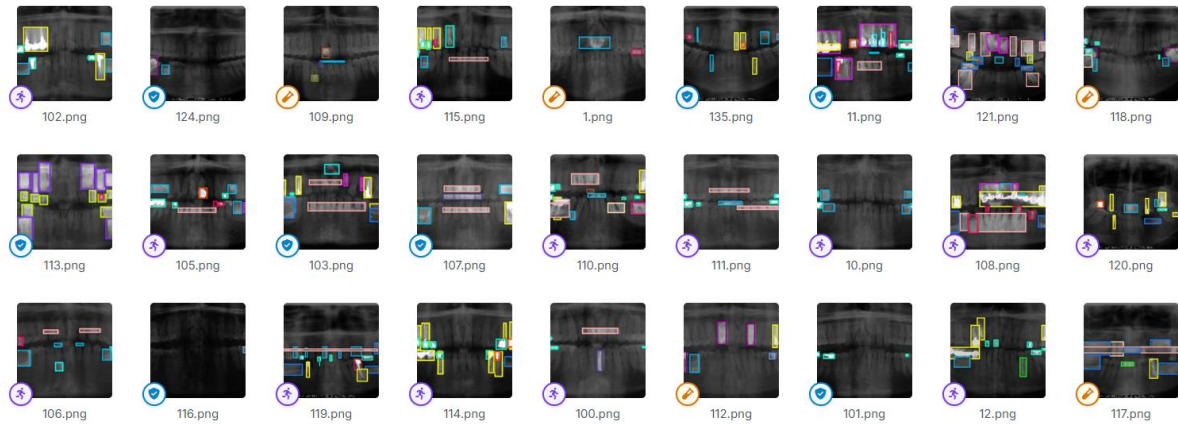 102.png 124.png 109.png 115.png 1.png 135.png 11.png 121.png 118.png
113.png 105.png 103.png 107.png 110.png 111.png 10.png 108.png 120.png
106.png 116.png 119.png 114.png 100.png 112.png 101.png 12.png 117.png